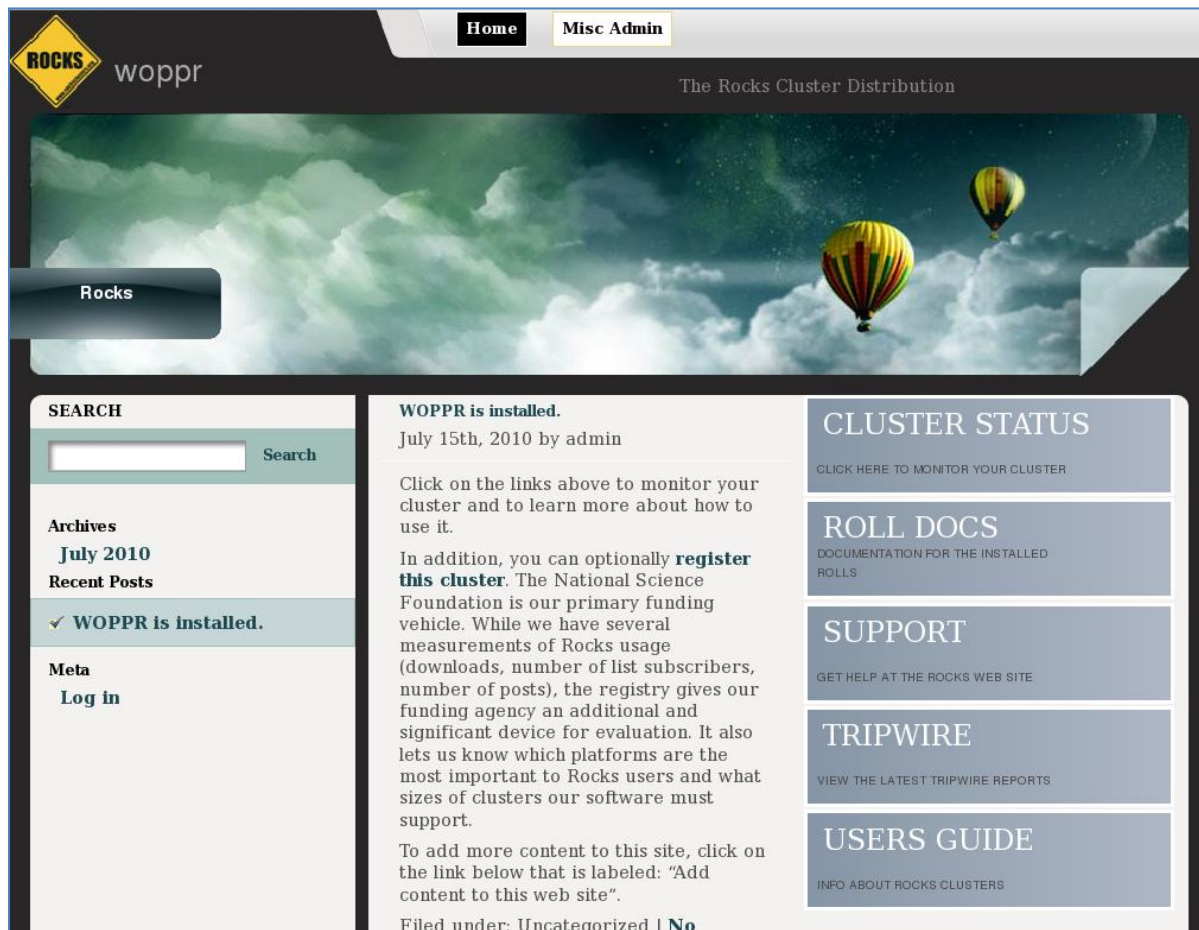 Home
Misc Admin
ROCKS
woppr
The Rocks Cluster Distribution
Rocks
SEARCH
Search
Archives
July 2010
Recent Posts
WOPPR is installed.
Meta
Log in
WOPPR is installed.
July 15th, 2010 by admin
Click on the links above to monitor your
cluster and to learn more about how to
use it.
In addition, you can optionally register
this cluster. The National Science
Foundation is our primary funding
vehicle. While we have several
measurements of Rocks usage
(downloads, number of list subscribers,
number of posts), the registry gives our
funding agency an additional and
significant device for evaluation. It also
lets us know which platforms are the
most important to Rocks users and what
sizes of clusters our software must
support.
To add more content to this site, click on
the link below that is labeled: “Add
content to this web site”.
Filed under: Uncategorized | No
CLUSTER STATUS
CLICK HERE TO MONITOR YOUR CLUSTER
ROLL DOCS
DOCUMENTATION FOR THE INSTALLED
ROLLS
SUPPORT
GET HELP AT THE ROCKS WEB SITE
TRIPWIRE
VIEW THE LATEST TRIPWIRE REPORTS
USERS GUIDE
INFO ABOUT ROCKS CLUSTERS